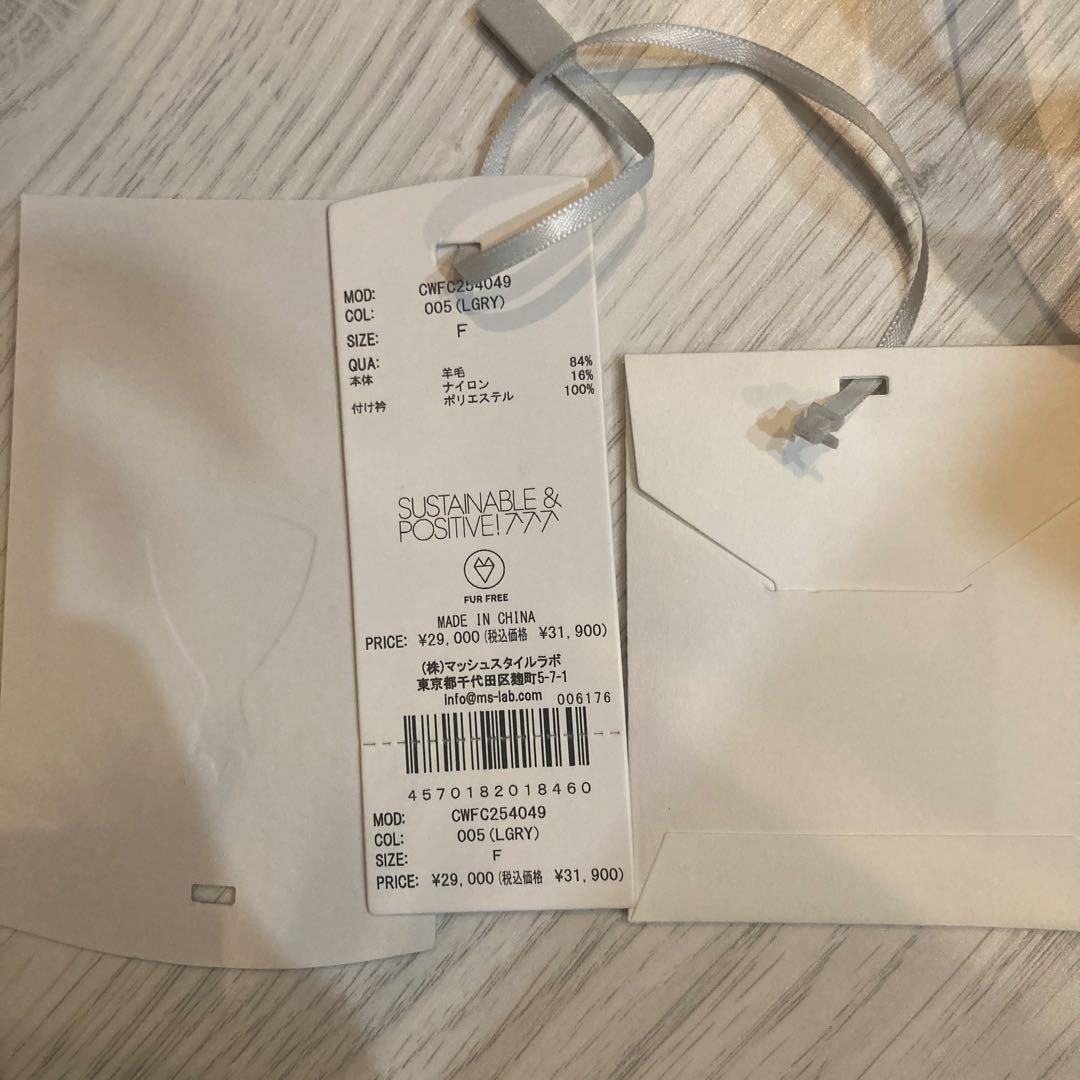 MOD: CWFC254049
COL: 005(LGRY)
SIZE: F
QUA:
本体 羊毛 84%
ナイロン 16%
付け衿 ポリエステル 100%
SUSTAINABLE &
POSITIVE!
FUR FREE
MADE IN CHINA
PRICE: ¥29,000(税込価格 ¥31,900)
(株)マッシュスタイルラボ
東京都千代田区麹町5-7-1
info@ms-lab.com 006176
4570182018460
MOD: CWFC254049
COL: 005(LGRY)
SIZE: F
PRICE: ¥29,000(税込価格 ¥31,900)